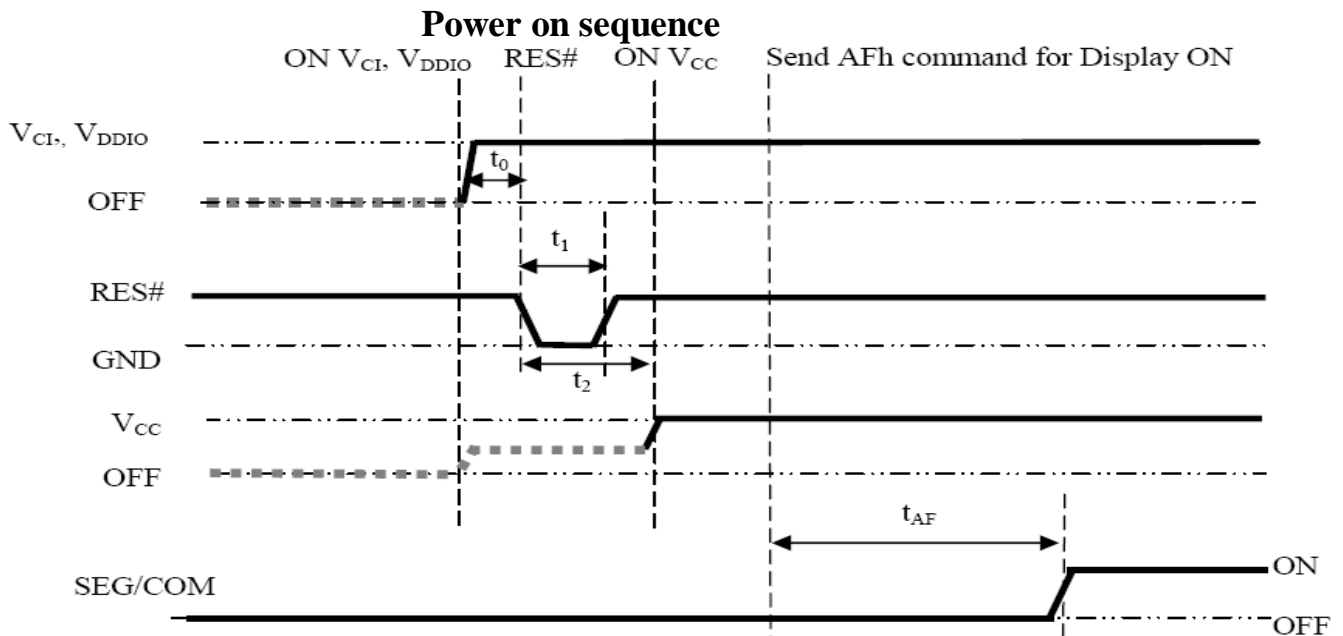 Power on sequence
ON VCI, VDDIO RES# ON VCC Send AFh command for Display ON
VCI,, VDDIO
t0
OFF
t1
RES#
GND
t2
VCC
OFF
tAF
ON
SEG/COM
OFF